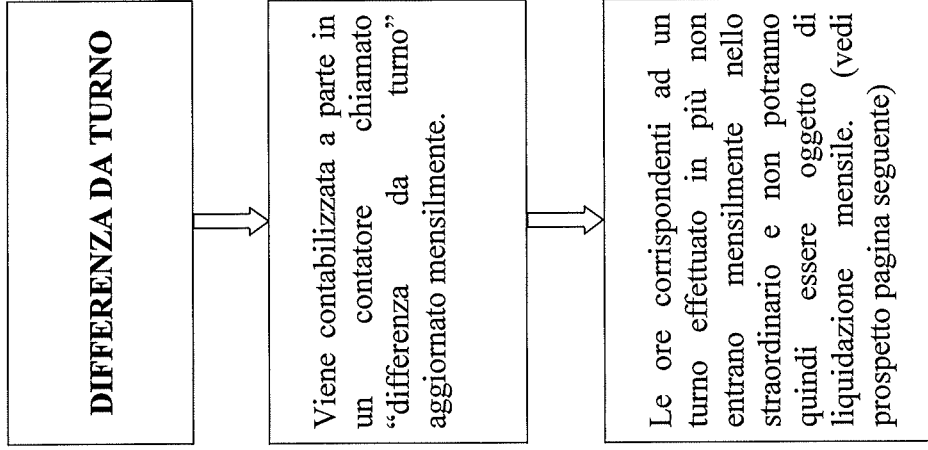 DIFFERENZA DA TURNO
Viene contabilizzata a parte in
un contatore chiamato
“differenza da turno”
aggiornato mensilmente.
Le ore corrispondenti ad un
turno effettuato in più non
entrano mensilmente nello
straordinario e non potranno
quindi essere oggetto di
liquidazione mensile. (vedi
prospetto pagina seguente)